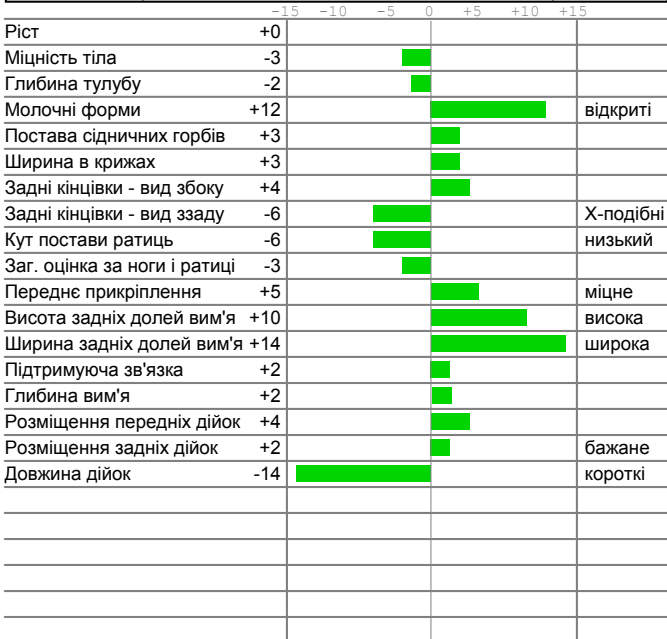 -15 -10 -5 0 +5 +10 +15
Ріст +0
Міцність тіла -3
Глибина тулубу -2
Молочні форми +12 відкриті
Постава сідничних горбів +3
Ширина в крижах +3
Задні кінцівки - вид збоку +4
Задні кінцівки - вид ззаду -6 Х-подібні
Кут постави ратиць -6 низький
Заг. оцінка за ноги і ратиці -3
Переднє прикріплення +5 міцне
Висота задніх долей вим'я +10 висока
Ширина задніх долей вим'я +14 широка
Підтримуюча зв'язка +2
Глибина вим'я +2
Розміщення передніх дійок +4
Розміщення задніх дійок +2 бажане
Довжина дійок -14 короткі